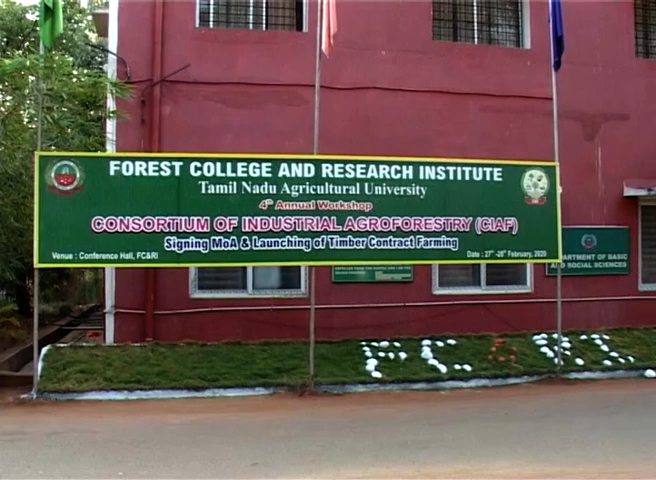 FOREST COLLEGE AND RESEARCH INSTITUTE
Tamil Nadu Agricultural University
4th Annual Workshop
CONSORTIUM OF INDUSTRIAL AGROFORESTRY (CIAF)
Signing MoA & Launching of Timber Contract Farming
Venue : Conference Hall, FC&RI
Date : 27th -28th February, 2020
DEPARTMENT OF BASIC
AND SOCIAL SCIENCES
FC & RI